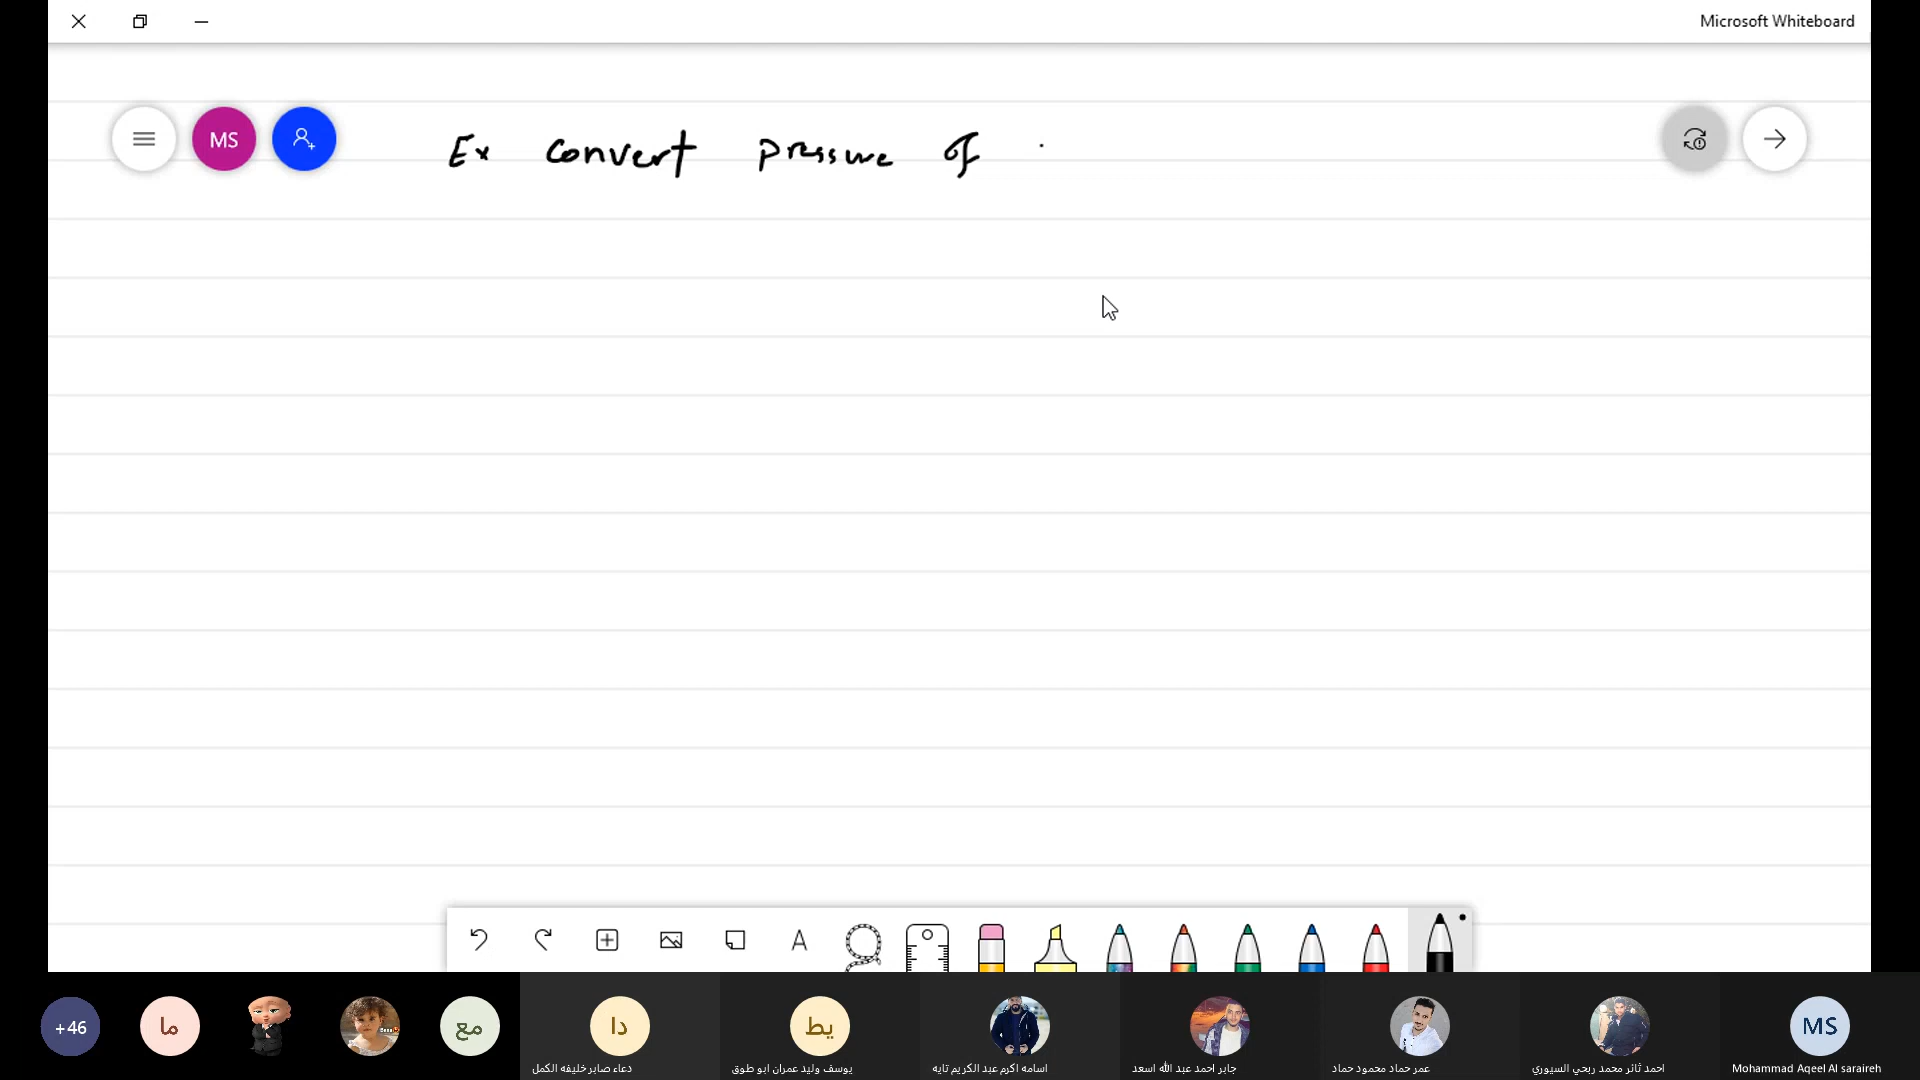 Microsoft Whiteboard
MS
Ex convert pressure of
A
+46
ما
مع
دا
يط
MS
دعاء صابر خليفه الكمل
يوسف وليد عمران ابو طوق
اسامه اكرم عبد الكريم تايه
جابر احمد عبد الله اسعد
عمر حماد محمود حماد
احمد ثائر محمد ربحي السيوري
Mohammad Aqeel Al saraireh